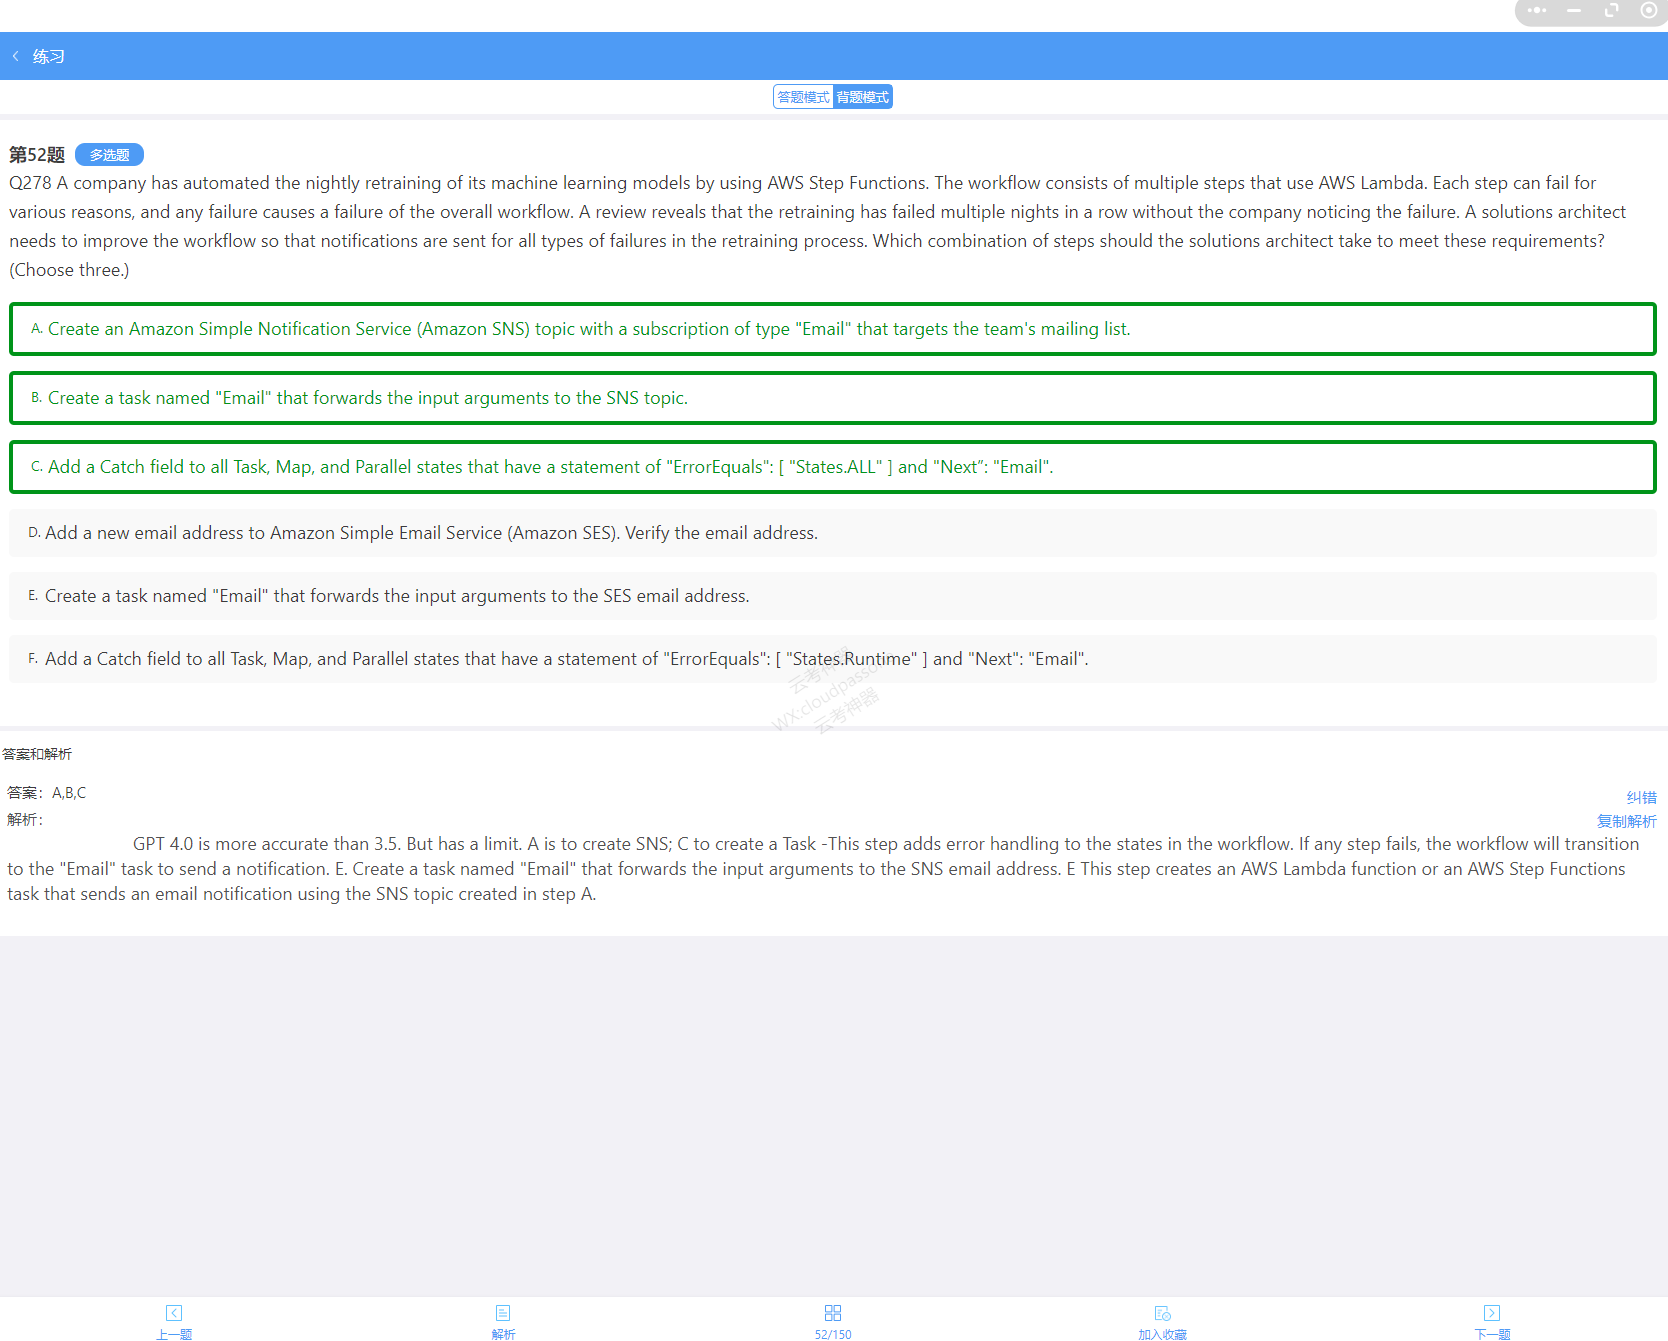 练习
答题模式 背题模式
第52题 多选题
Q278 A company has automated the nightly retraining of its machine learning models by using AWS Step Functions. The workflow consists of multiple steps that use AWS Lambda. Each step can fail for
various reasons, and any failure causes a failure of the overall workflow. A review reveals that the retraining has failed multiple nights in a row without the company noticing the failure. A solutions architect
needs to improve the workflow so that notifications are sent for all types of failures in the retraining process. Which combination of steps should the solutions architect take to meet these requirements?
(Choose three.)
A. Create an Amazon Simple Notification Service (Amazon SNS) topic with a subscription of type "Email" that targets the team's mailing list.
B. Create a task named "Email" that forwards the input arguments to the SNS topic.
C. Add a Catch field to all Task, Map, and Parallel states that have a statement of "ErrorEquals": [ "States.ALL" ] and "Next": "Email".
D. Add a new email address to Amazon Simple Email Service (Amazon SES). Verify the email address.
E. Create a task named "Email" that forwards the input arguments to the SES email address.
F. Add a Catch field to all Task, Map, and Parallel states that have a statement of "ErrorEquals": [ "States.Runtime" ] and "Next": "Email".
云考神器
WX:cloudpassom
云考神器
答案和解析
答案：A,B,C
纠错
解析：
复制解析
GPT 4.0 is more accurate than 3.5. But has a limit. A is to create SNS; C to create a Task -This step adds error handling to the states in the workflow. If any step fails, the workflow will transition
to the "Email" task to send a notification. E. Create a task named "Email" that forwards the input arguments to the SNS email address. E This step creates an AWS Lambda function or an AWS Step Functions
task that sends an email notification using the SNS topic created in step A.
上一题 解析 52/150 加入收藏 下一题